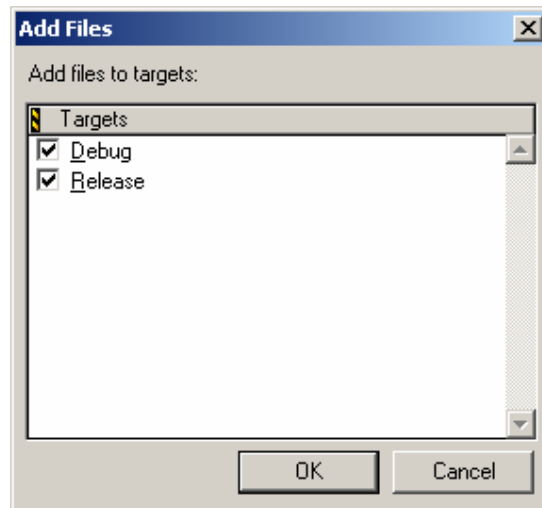 Add Files
Add files to targets:
Targets
Debug
Release
OK
Cancel